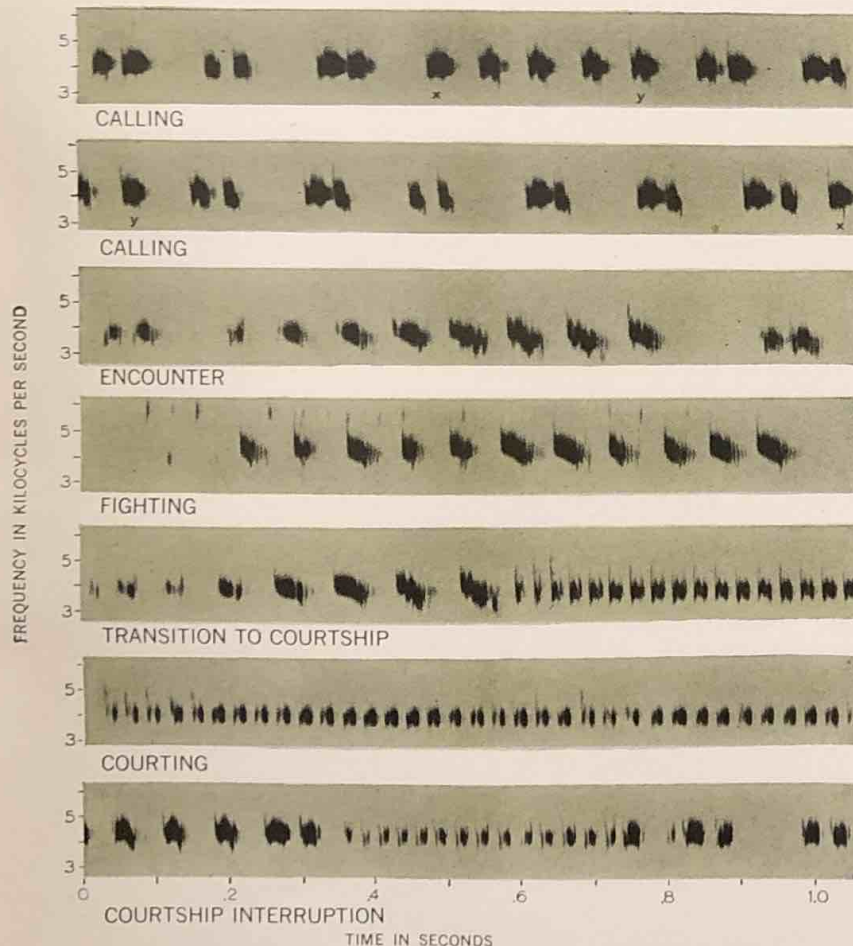 5-
3-
x
y
CALLING
5-
3-
y
x
CALLING
5-
3-
ENCOUNTER
5-
3-
FIGHTING
5-
3-
TRANSITION TO COURTSHIP
5-
3-
COURTING
5-
3-
0 .2 .4 .6 .8 1.0
COURTSHIP INTERRUPTION
TIME IN SECONDS
FREQUENCY IN KILOCYCLES PER SECOND